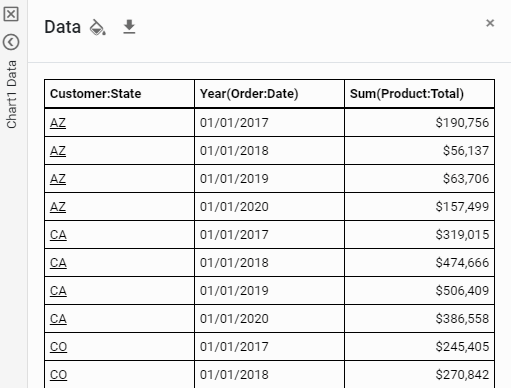 Data
×
Chart1 Data
Customer:State Year(Order:Date) Sum(Product:Total)
AZ 01/01/2017 $190,756
AZ 01/01/2018 $56,137
AZ 01/01/2019 $63,706
AZ 01/01/2020 $157,499
CA 01/01/2017 $319,015
CA 01/01/2018 $474,666
CA 01/01/2019 $506,409
CA 01/01/2020 $386,558
CO 01/01/2017 $245,405
CO 01/01/2018 $270,842